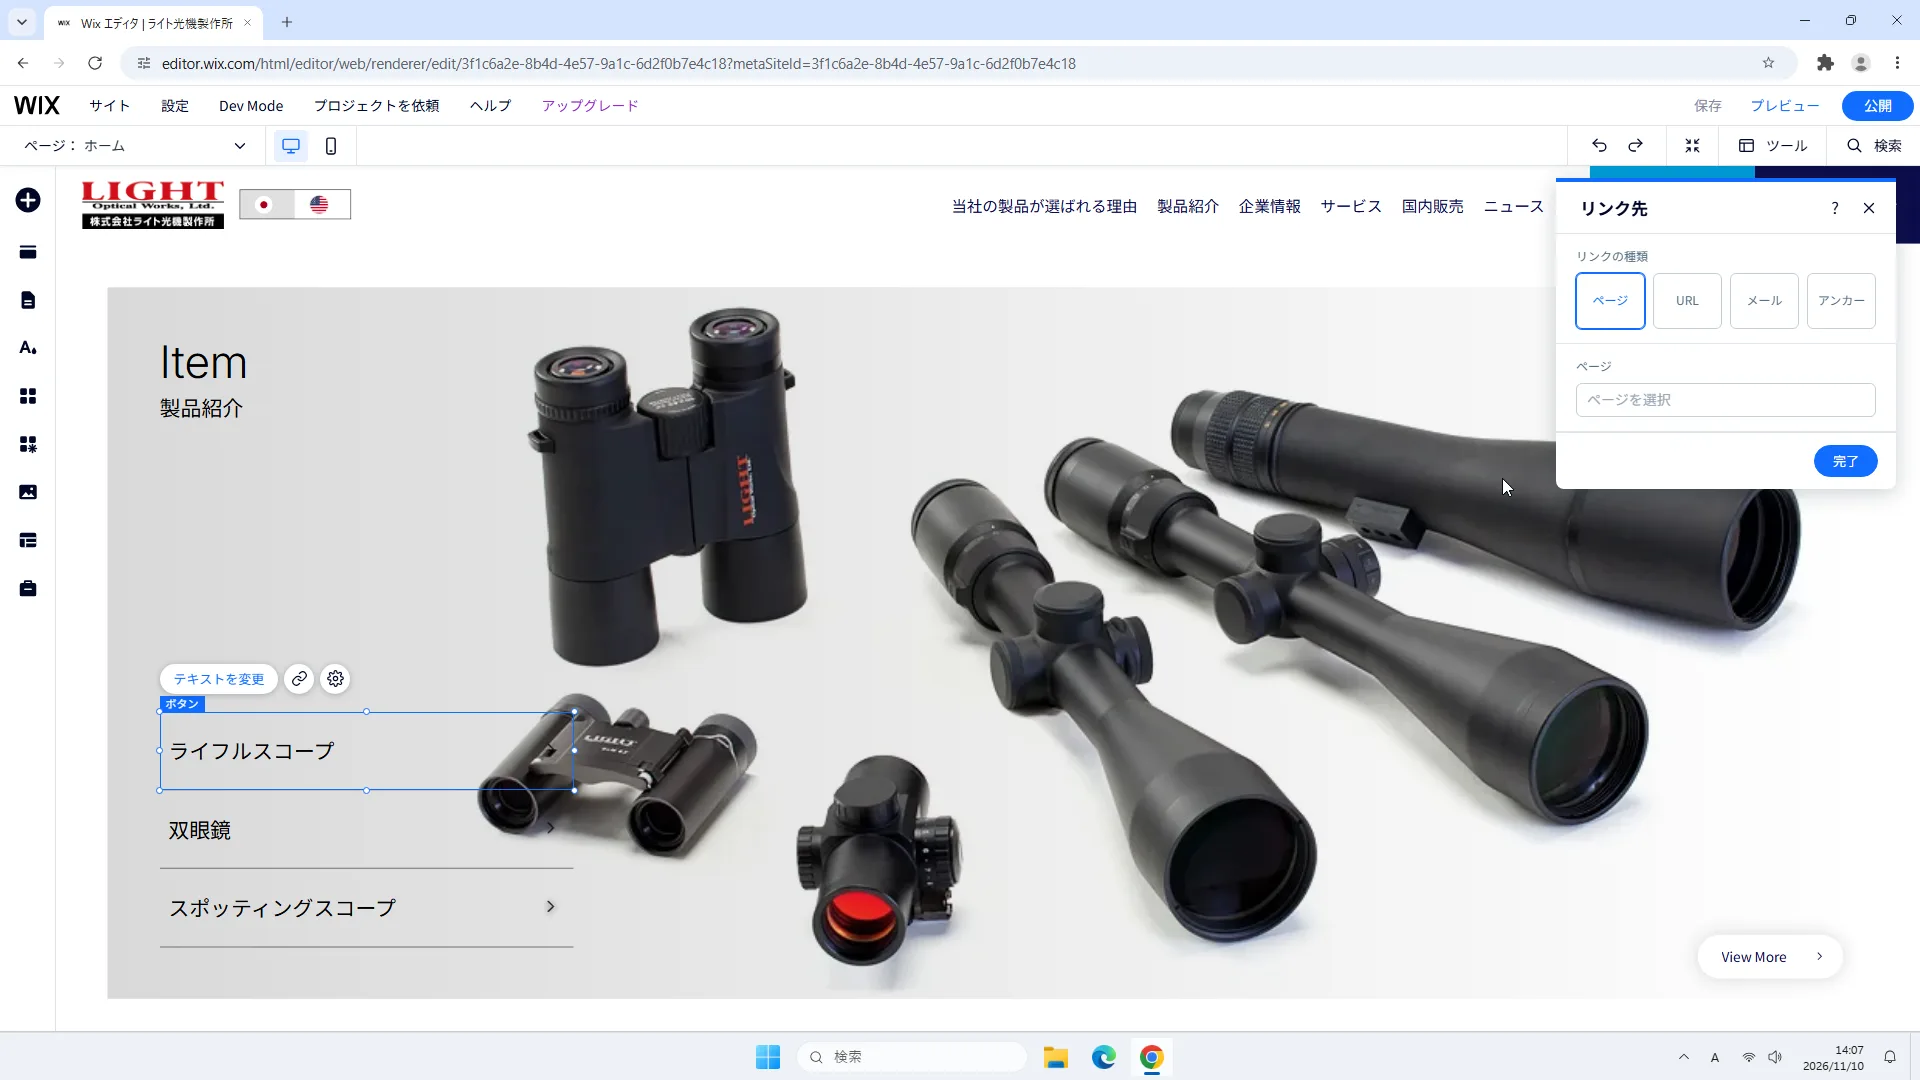 WIX Wix エディタ | ライト光機製作所
editor.wix.com/html/editor/web/renderer/edit/3f1c6a2e-8b4d-4e57-9a1c-6d2f0b7e4c18?metaSiteId=3f1c6a2e-8b4d-4e57-9a1c-6d2f0b7e4c18
WIX サイト 設定 Dev Mode プロジェクトを依頼 ヘルプ アップグレード 保存 プレビュー 公開
ページ： ホーム ツール 検索
LIGHT
Optical Works, Ltd.
株式会社ライト光機製作所
当社の製品が選ばれる理由 製品紹介 企業情報 サービス 国内販売 ニュース
リンク先 ?
リンクの種類
ページ URL メール アンカー
ページ
ページを選択
完了
Item
製品紹介
LIGHT
テキストを変更
ボタン
LIGHT
ライフルスコープ
双眼鏡
スポッティングスコープ
View More
検索
A
14:07
2026/11/10